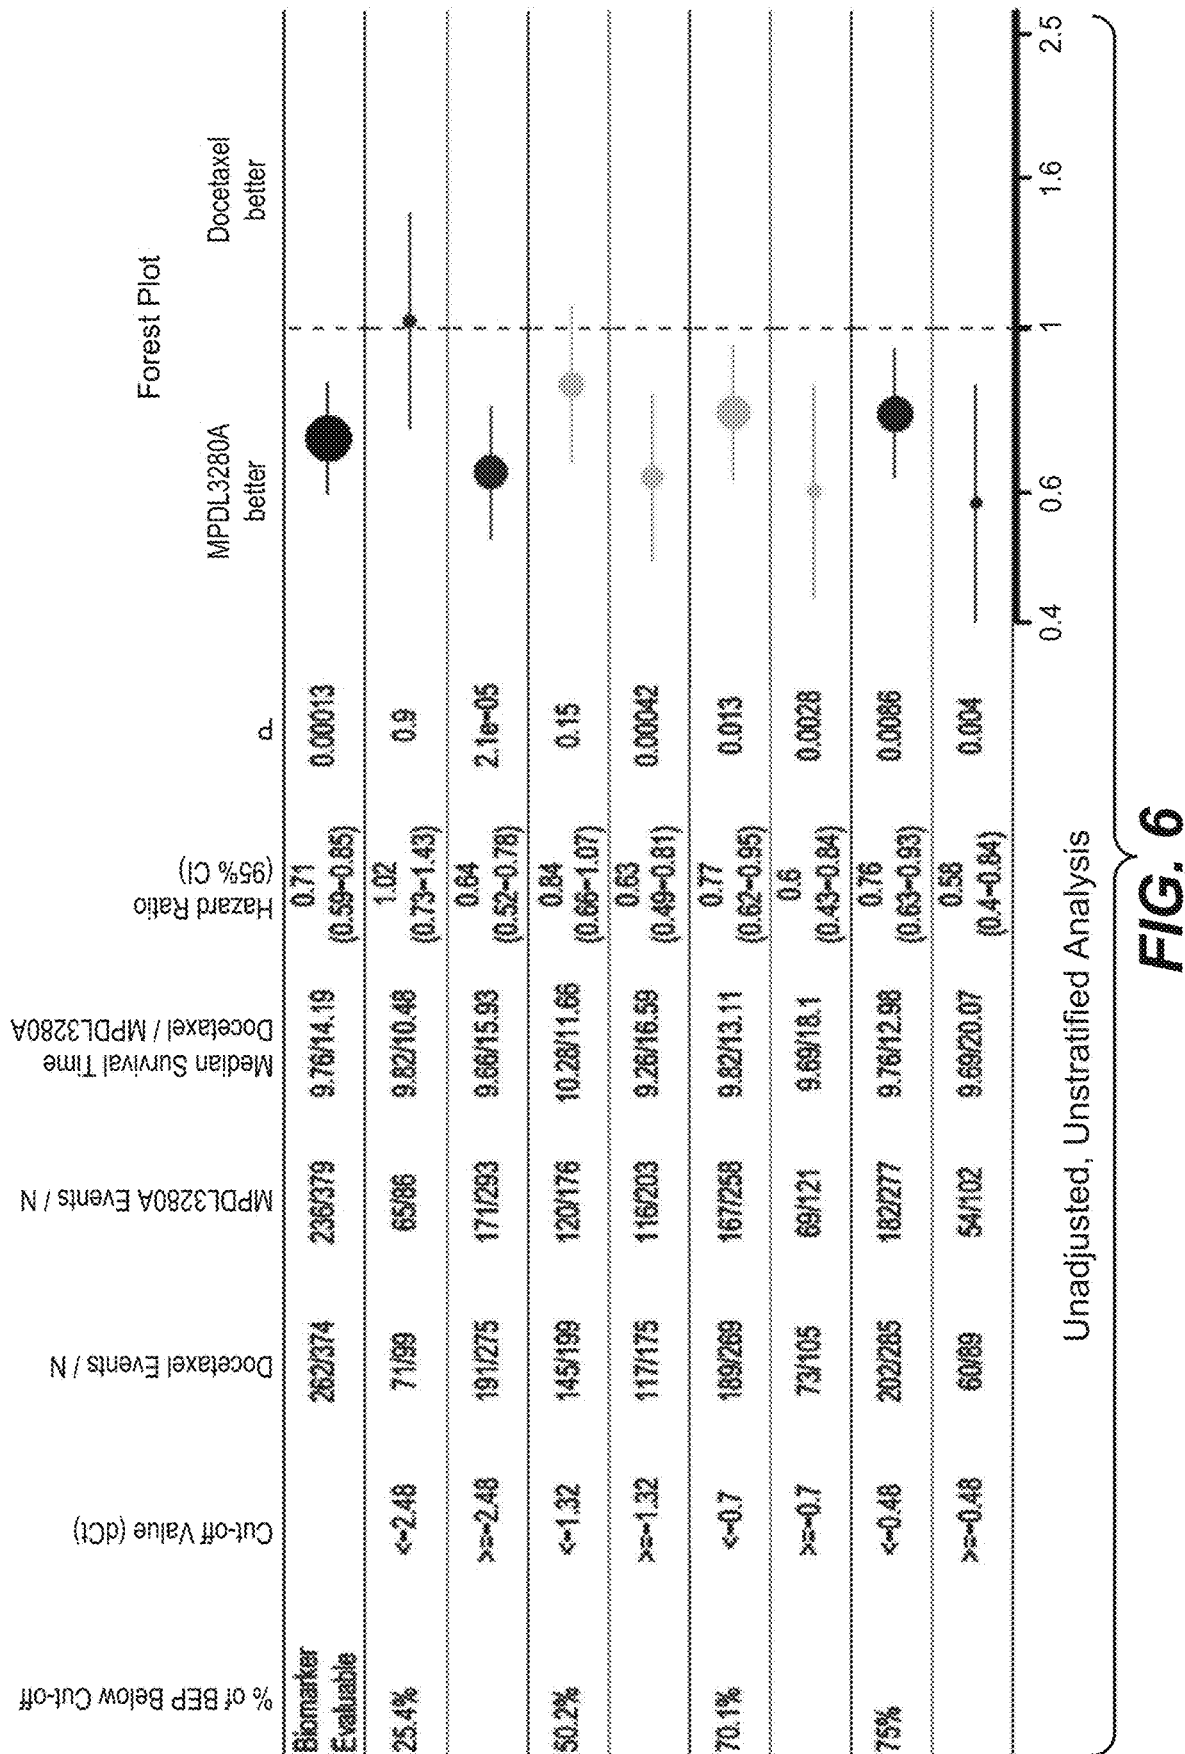 Forest Plot
MPDL3280A better
Docetaxel better
% of BEP Below Cut-off
Cut-off Value (dCt)
Docetaxel Events / N
MPDL3280A Events / N
Median Survival Time
Docetaxel / MPDL3280A
Hazard Ratio
(95% CI)
p
Biomarker
Evaluable
262/374 236/379 9.76/14.19 0.71 (0.59-0.85) 0.00013
25.4% <-2.48 71/99 65/86 9.82/10.48 1.02 (0.73-1.43) 0.9
>=-2.48 191/275 171/293 9.66/15.93 0.64 (0.52-0.78) 2.1e-05
50.2% <-1.32 145/199 120/176 10.28/11.66 0.84 (0.66-1.07) 0.15
>=-1.32 117/175 116/203 9.26/16.59 0.63 (0.49-0.81) 0.00042
70.1% <-0.7 189/269 167/258 9.82/13.11 0.77 (0.62-0.95) 0.013
>=-0.7 73/105 69/121 9.69/18.1 0.6 (0.43-0.84) 0.0028
75% <-0.48 202/285 182/277 9.76/12.98 0.76 (0.63-0.93) 0.0086
>=-0.48 60/89 54/102 9.69/20.07 0.58 (0.4-0.84) 0.004
0.4 0.6 1 1.6 2.5
Unadjusted, Unstratified Analysis
FIG. 6